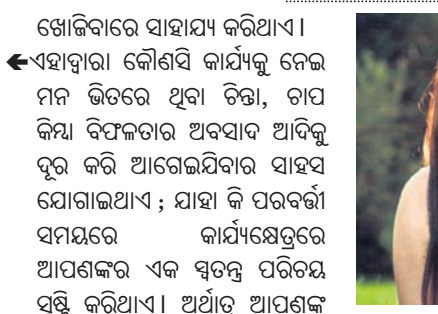 ଖୋଜିବାରେ ସାହାଯ୍ୟ କରିଥାଏ।
←ଏହାଦ୍ୱାରା କୌଣସି କାର୍ଯ୍ୟକୁ ନେଇ
ମନ ଭିତରେ ଥିବା ଚିନ୍ତା, ଚାପ
କିମ୍ବା ବିଫଳତାର ଅବସାଦ ଆଦିକୁ
ଦୂର କରି ଆଗେଇଯିବାର ସାହସ
ଯୋଗାଇଥାଏ ; ଯାହା କି ପରବର୍ତ୍ତୀ
ସମୟରେ କାର୍ଯ୍ୟକ୍ଷେତ୍ରରେ
ଆପଣଙ୍କର ଏକ ସ୍ୱତନ୍ତ୍ର ପରିଚୟ
ସୃଷ୍ଟି କରିଥାଏ। ଅର୍ଥାତ୍ ଆପଣଙ୍କ